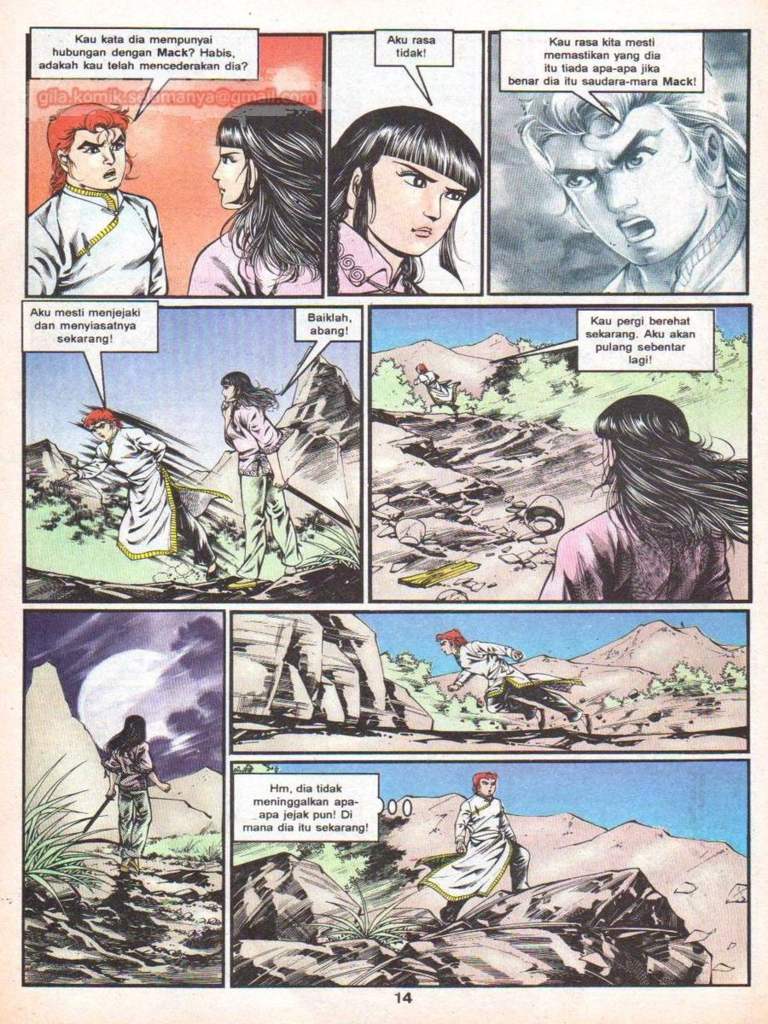 Kau kata dia mempunyai
hubungan dengan Mack? Habis,
adakah kau telah mencederakan dia?
gila.komik.selamanya@gmail.com
Aku rasa
tidak!
Kau rasa kita mesti
memastikan yang dia
itu tiada apa-apa jika
benar dia itu saudara-mara Mack!
Aku mesti menjejaki
dan menyiasatnya
sekarang!
Baiklah,
abang!
Kau pergi berehat
sekarang. Aku akan
pulang sebentar
lagi!
Hm, dia tidak
meninggalkan apa-
apa jejak pun! Di
mana dia itu sekarang!
14